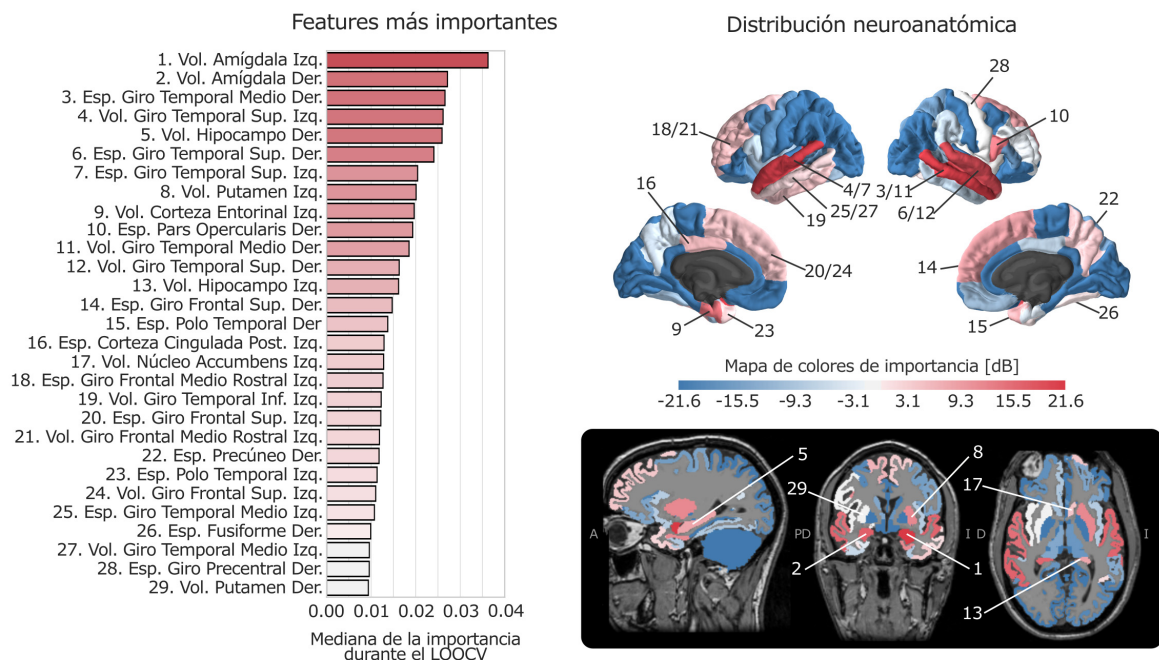 Features más importantes
1. Vol. Amígdala Izq.
2. Vol. Amígdala Der.
3. Esp. Giro Temporal Medio Der.
4. Vol. Giro Temporal Sup. Izq.
5. Vol. Hipocampo Der.
6. Esp. Giro Temporal Sup. Der.
7. Esp. Giro Temporal Sup. Izq.
8. Vol. Putamen Izq.
9. Vol. Corteza Entorinal Izq.
10. Esp. Pars Opercularis Der.
11. Vol. Giro Temporal Medio Der.
12. Vol. Giro Temporal Sup. Der.
13. Vol. Hipocampo Izq.
14. Esp. Giro Frontal Sup. Der.
15. Esp. Polo Temporal Der
16. Esp. Corteza Cingulada Post. Izq.
17. Vol. Núcleo Accumbens Izq.
18. Esp. Giro Frontal Medio Rostral Izq.
19. Vol. Giro Temporal Inf. Izq.
20. Esp. Giro Frontal Sup. Izq.
21. Vol. Giro Frontal Medio Rostral Izq.
22. Esp. Precúneo Der.
23. Esp. Polo Temporal Izq.
24. Vol. Giro Frontal Sup. Izq.
25. Esp. Giro Temporal Medio Izq.
26. Esp. Fusiforme Der.
27. Vol. Giro Temporal Medio Izq.
28. Esp. Giro Precentral Der.
29. Vol. Putamen Der.
0.00 0.01 0.02 0.03 0.04
Mediana de la importancia
durante el LOOCV
Distribución neuroanatómica
28
18/21
10
4/7
3/11
16
19
25/27
6/12
22
20/24
14
9
23
15
26
Mapa de colores de importancia [dB]
-21.6 -15.5 -9.3 -3.1 3.1 9.3 15.5 21.6
5
8
29
17
A
PD
I D
I
2
1
13